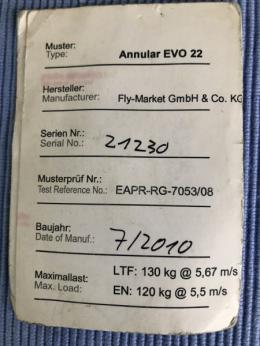 Muster:
Type: Annular EVO 22
Hersteller:
Manufacturer: Fly-Market GmbH & Co. KG
Serien Nr.:
Serial No.: 21230
Musterprüf Nr.:
Test Reference No.: EAPR-RG-7053/08
Baujahr:
Date of Manuf.: 7/2010
Maximallast: LTF: 130 kg @ 5,67 m/s
Max. Load: EN: 120 kg @ 5,5 m/s